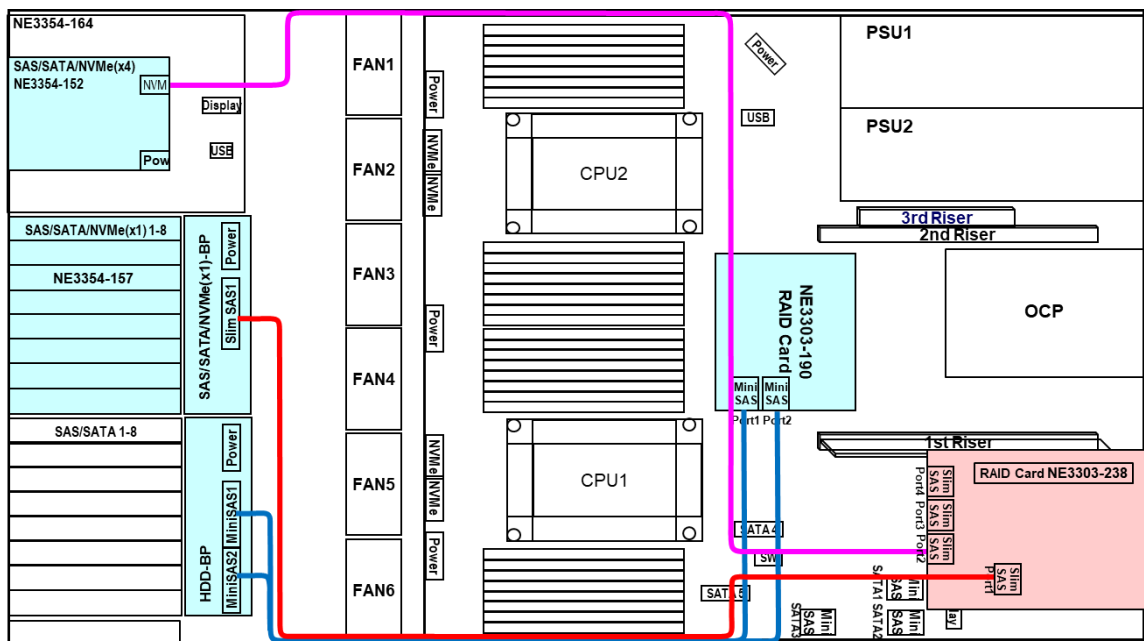 NE3354-164
SAS/SATA/NVMe(x4)
NE3354-152
NVM
Pow
Display
USB
SAS/SATA/NVMe(x1) 1-8
NE3354-157
Power
Slim SAS1
SAS/SATA/NVMe(x1)-BP
SAS/SATA 1-8
Power
MiniSAS1
MiniSAS2
HDD-BP
FAN1
FAN2
FAN3
FAN4
FAN5
FAN6
Power
NVMe
NVMe
Power
NVMe
NVMe
Power
CPU2
CPU1
Power
USB
PSU1
PSU2
3rd Riser
2nd Riser
OCP
NE3303-190
RAID Card
Mini
SAS
Mini
SAS
Port1
Port2
1st Riser
RAID Card NE3303-238
Slim
SAS
Port4
Slim
SAS
Port3
Slim
SAS
Port2
Slim
SAS
Port1
SATA4
SW
SATA5
Mini
SAS
SATA1
Mini
SAS
SATA2
Mini
SAS
SATA3